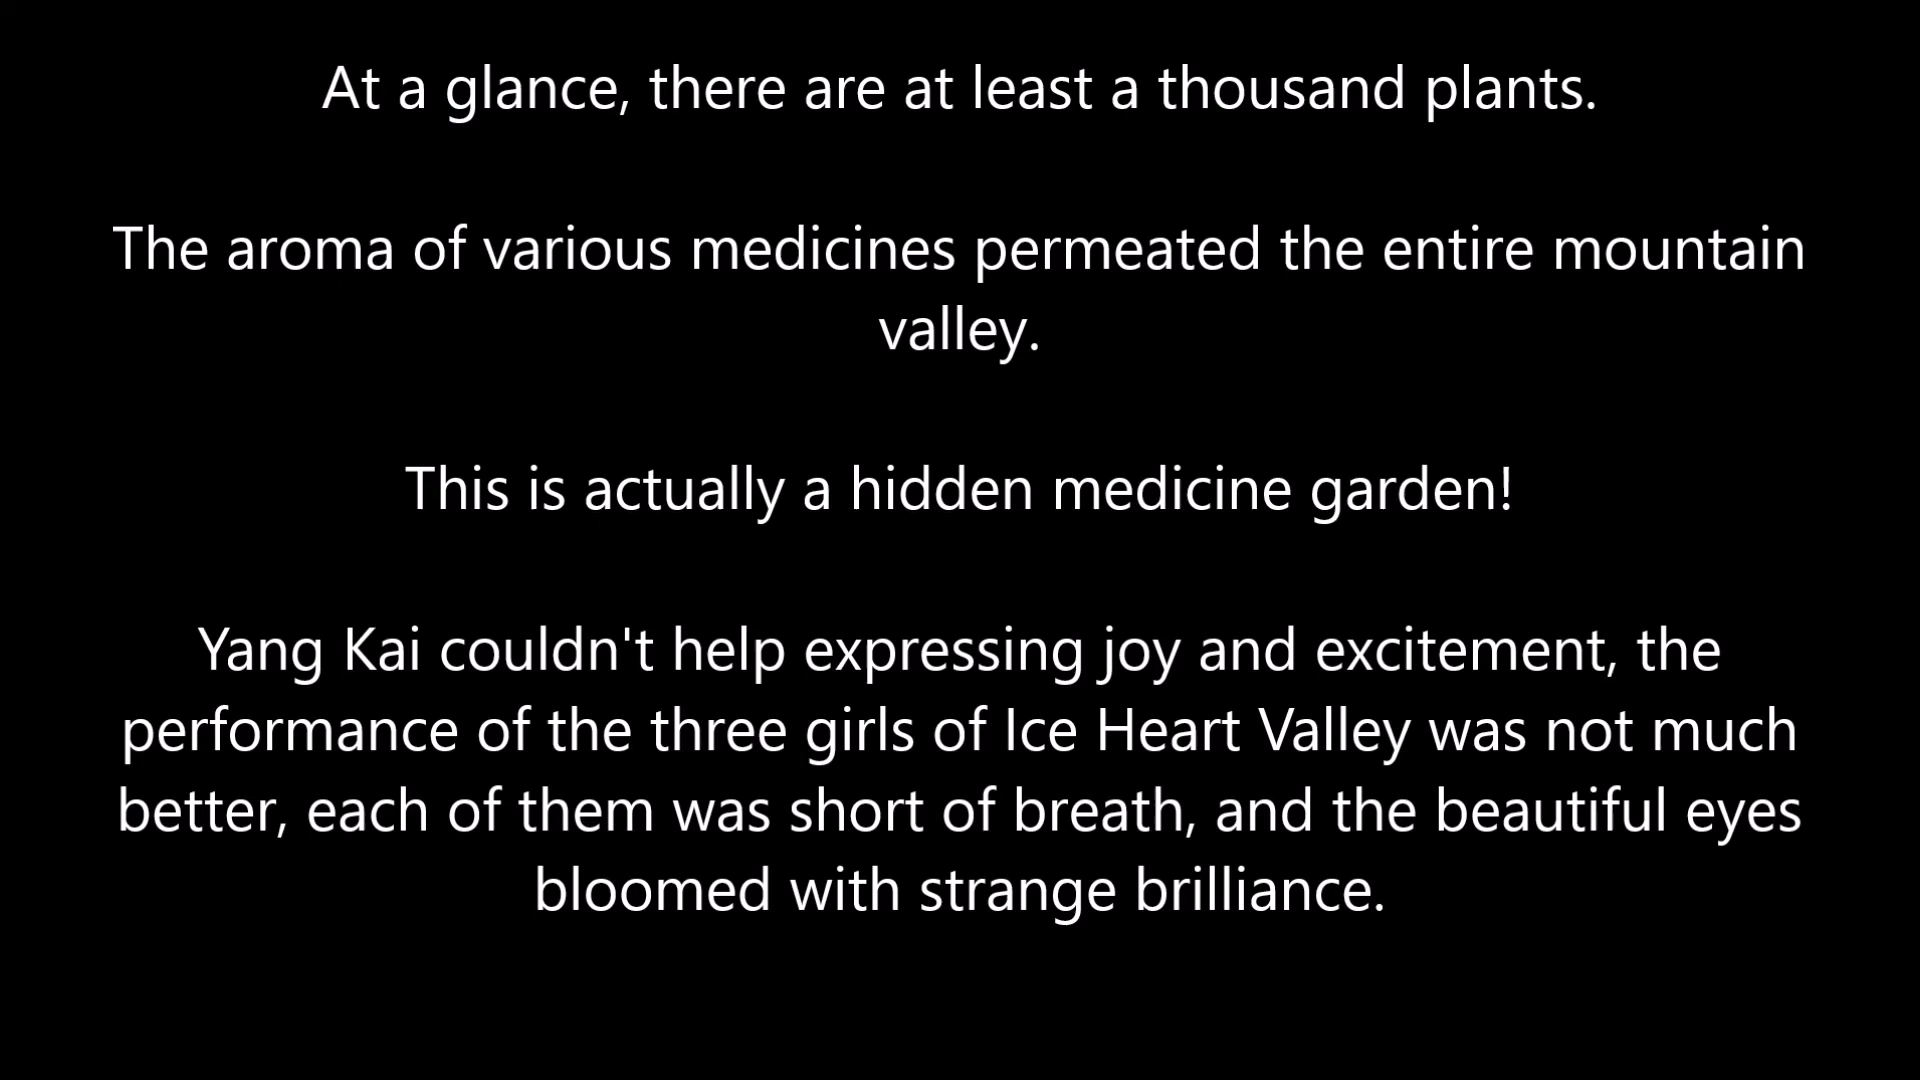 At a glance, there are at least a thousand plants.
The aroma of various medicines permeated the entire mountain
valley.
This is actually a hidden medicine garden!
Yang Kai couldn't help expressing joy and excitement, the
performance of the three girls of Ice Heart Valley was not much
better, each of them was short of breath, and the beautiful eyes
bloomed with strange brilliance.